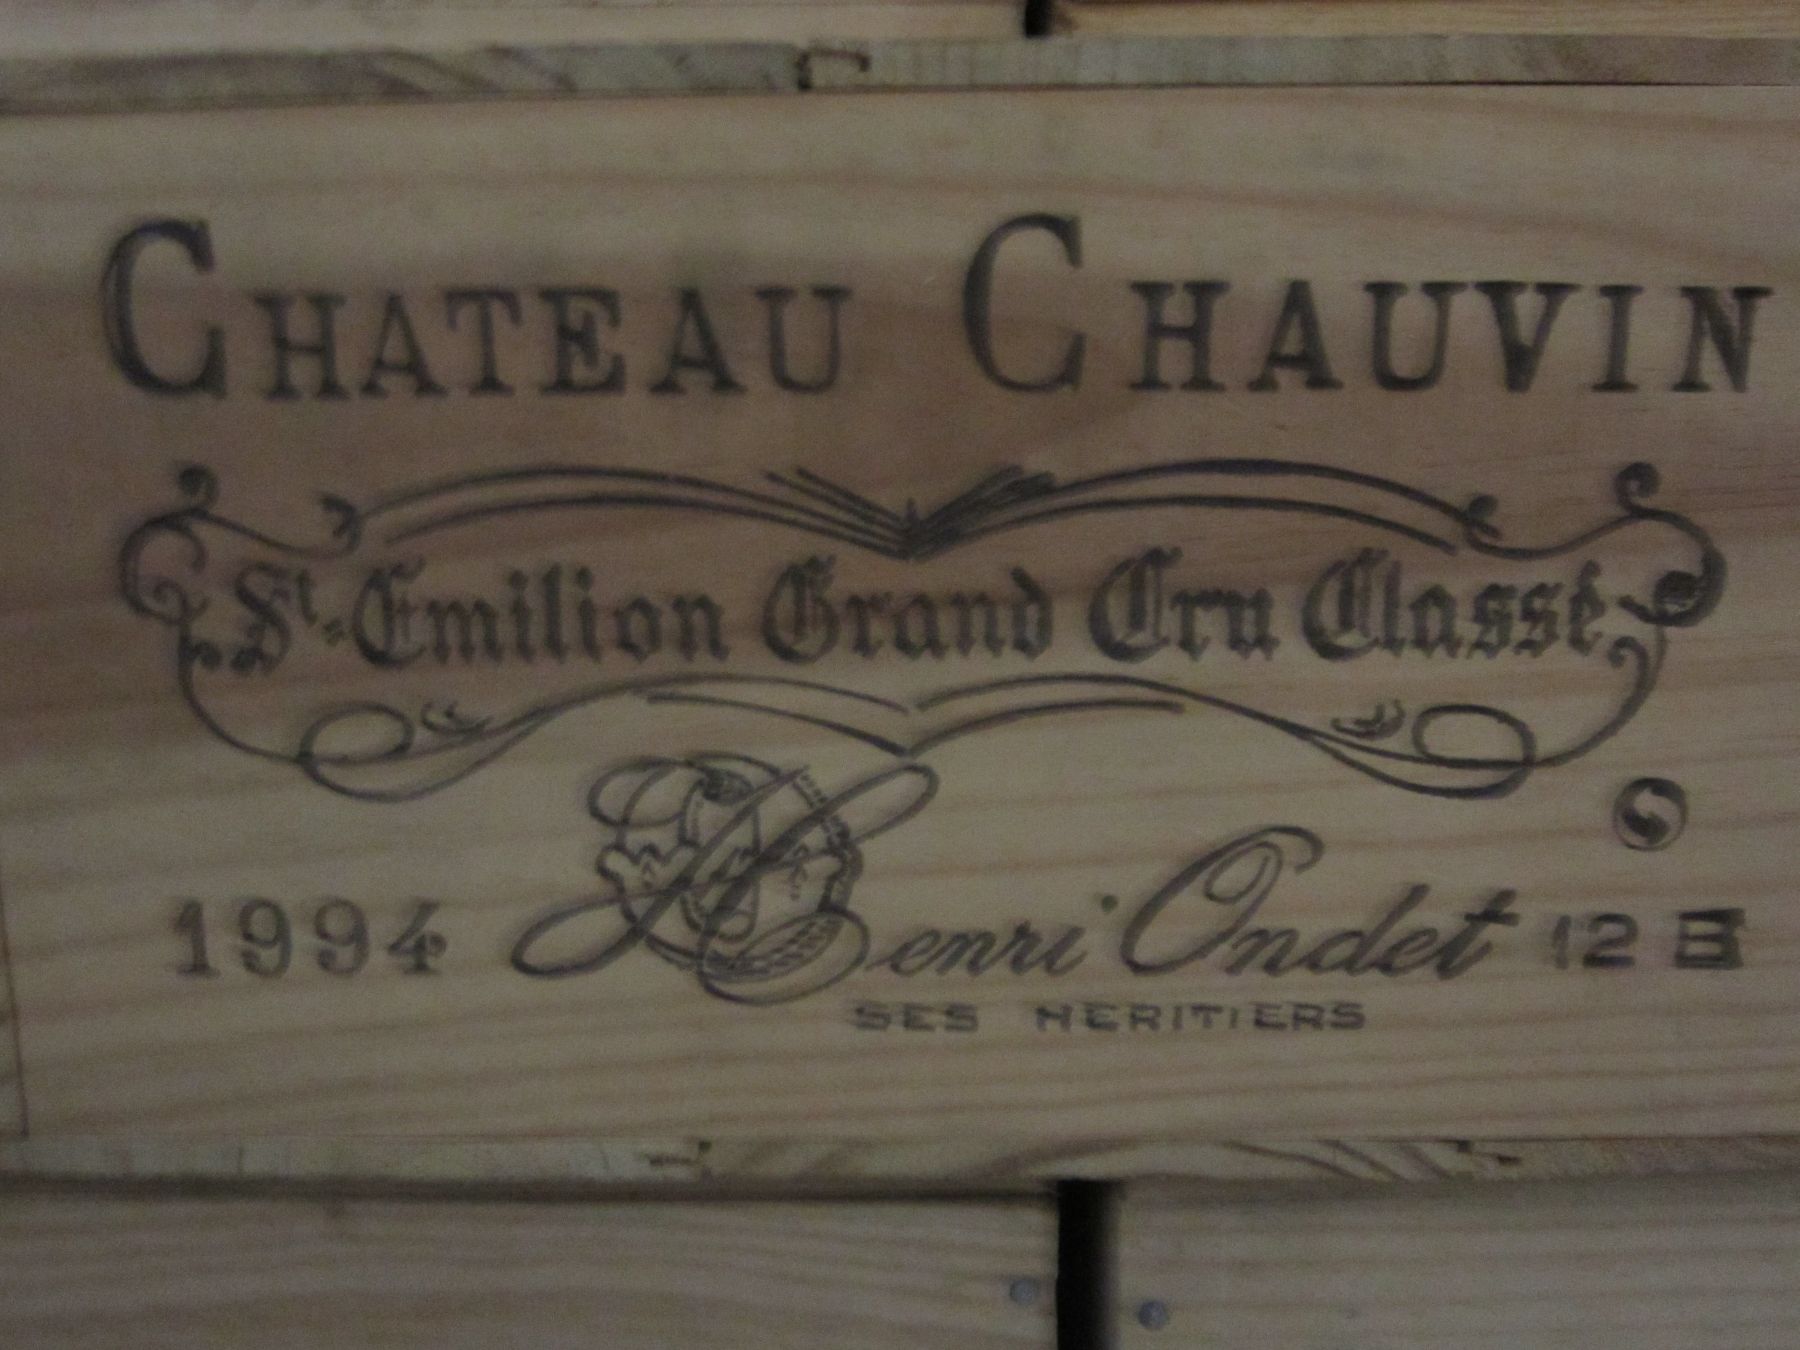 CHATEAU CHAUVIN
St-Emilion Grand Cru Classé
1994 Henri Ondet 12 B
SES HERITIERS